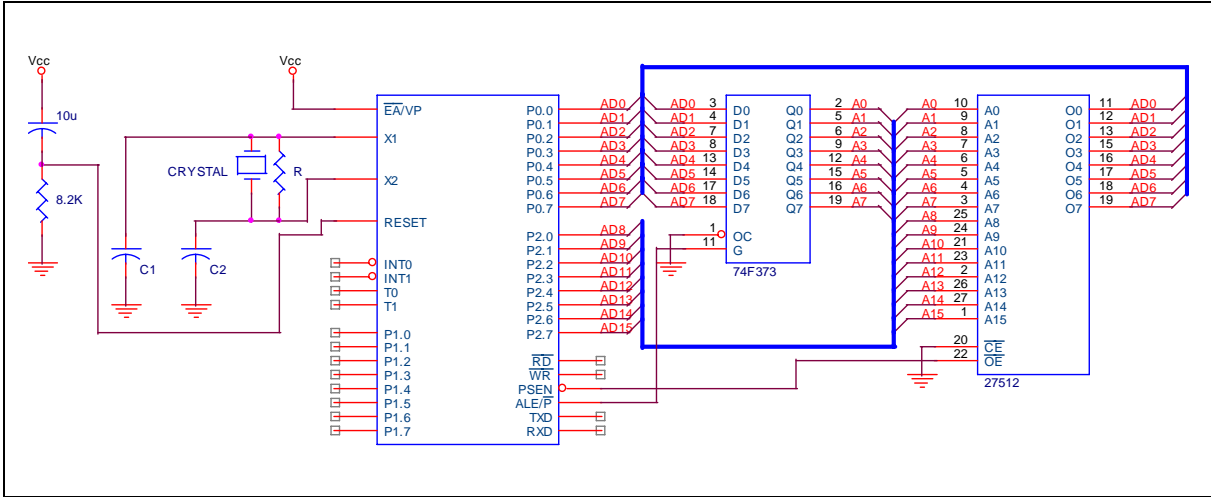 Vcc
10u
8.2K
C1
C2
CRYSTAL
R
Vcc
EA/VP
X1
X2
RESET
INT0
INT1
T0
T1
P1.0
P1.1
P1.2
P1.3
P1.4
P1.5
P1.6
P1.7
P0.0 AD0
P0.1 AD1
P0.2 AD2
P0.3 AD3
P0.4 AD4
P0.5 AD5
P0.6 AD6
P0.7 AD7
P2.0 AD8
P2.1 AD9
P2.2 AD10
P2.3 AD11
P2.4 AD12
P2.5 AD13
P2.6 AD14
P2.7 AD15
RD
WR
PSEN
ALE/P
TXD
RXD
AD0 3 D0 Q0 2 A0
AD1 4 D1 Q1 5 A1
AD2 7 D2 Q2 6 A2
AD3 8 D3 Q3 9 A3
AD4 13 D4 Q4 12 A4
AD5 14 D5 Q5 15 A5
AD6 17 D6 Q6 16 A6
AD7 18 D7 Q7 19 A7
1 OC
11 G
74F373
A0 10 A0 O0 11 AD0
A1 9 A1 O1 12 AD1
A2 8 A2 O2 13 AD2
A3 7 A3 O3 15 AD3
A4 6 A4 O4 16 AD4
A5 5 A5 O5 17 AD5
A6 4 A6 O6 18 AD6
A7 3 A7 O7 19 AD7
A8 25 A8
A9 24 A9
A10 21 A10
A11 23 A11
A12 2 A12
A13 26 A13
A14 27 A14
A15 1 A15
20 CE
22 OE
27512